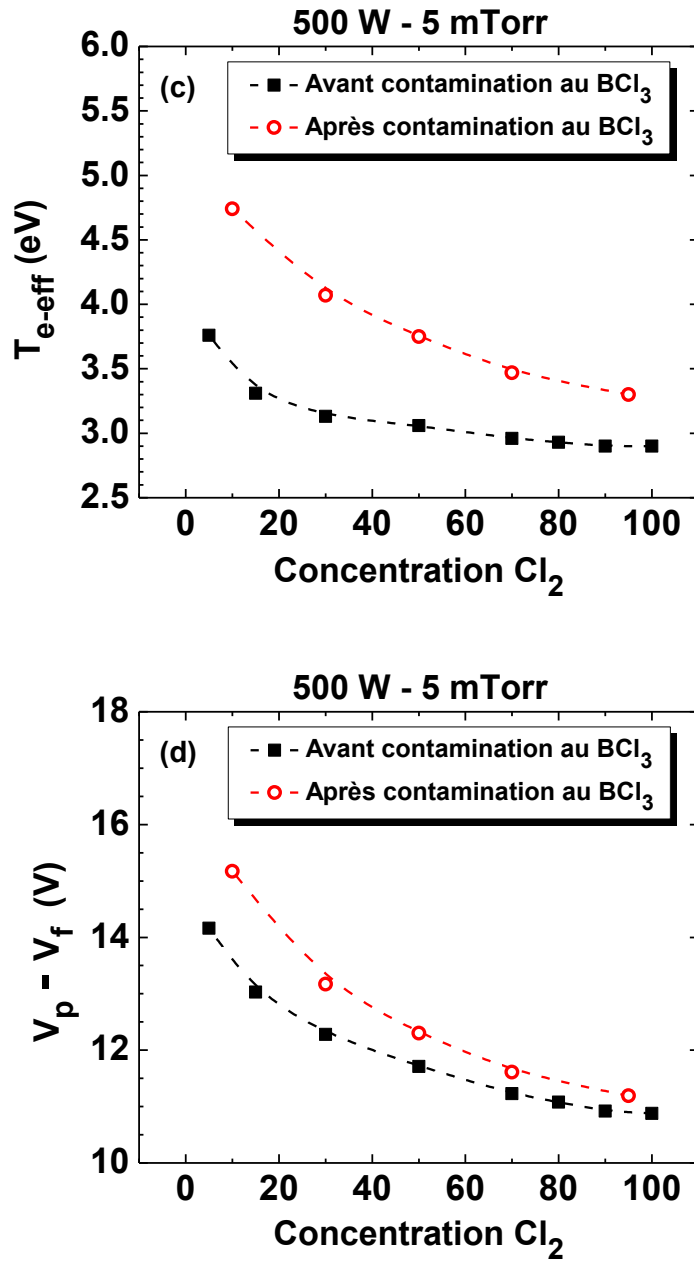 500 W - 5 mTorr
(c)
Avant contamination au BCl₃
Après contamination au BCl₃
6.0
5.5
5.0
4.5
4.0
3.5
3.0
2.5
T_e-eff (eV)
0 20 40 60 80 100
Concentration Cl₂
500 W - 5 mTorr
(d)
Avant contamination au BCl₃
Après contamination au BCl₃
18
16
14
12
10
V_p - V_f (V)
0 20 40 60 80 100
Concentration Cl₂